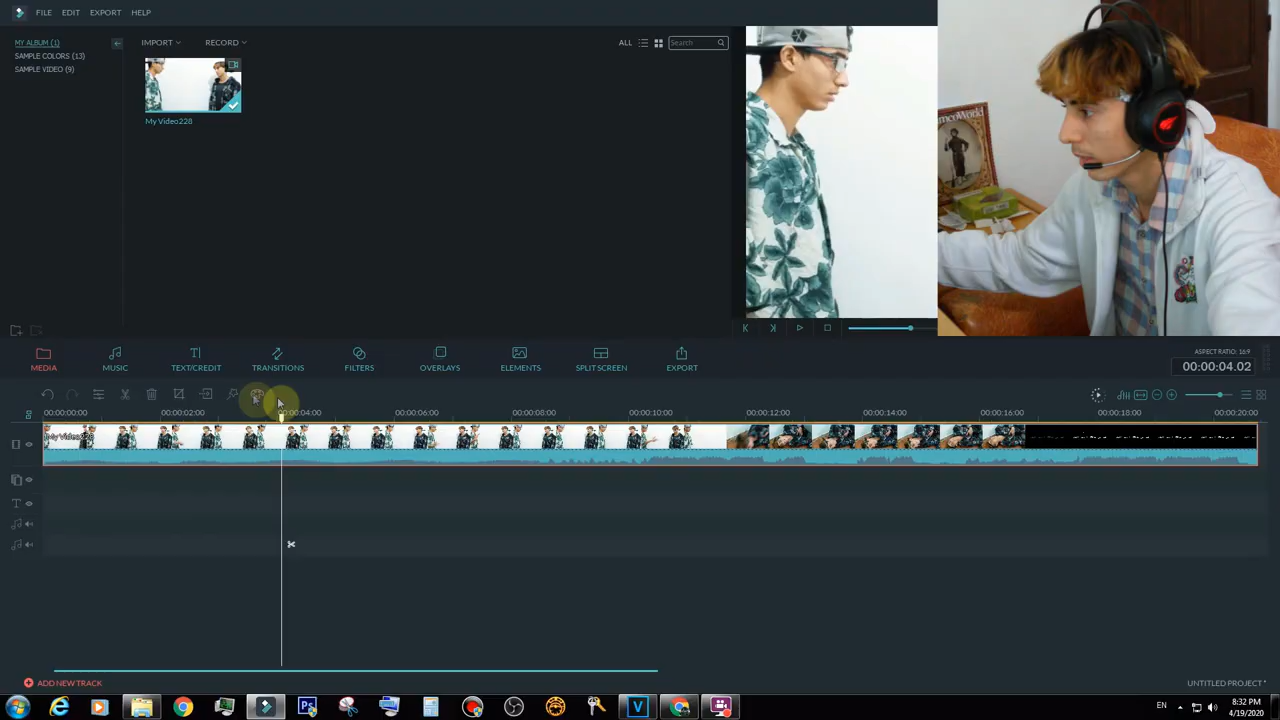 FILE EDIT EXPORT HELP
MY ALBUM (1)
SAMPLE COLORS (13)
SAMPLE VIDEO (9)
IMPORT RECORD
ALL Search
My Video228
MEDIA MUSIC TEXT/CREDIT TRANSITIONS FILTERS OVERLAYS ELEMENTS SPLIT SCREEN EXPORT
ASPECT RATIO: 16:9
00:00:04.02
00:00:00:00 00:00:02:00 00:00:04:00 00:00:06:00 00:00:08:00 00:00:10:00 00:00:12:00 00:00:14:00 00:00:16:00 00:00:18:00 00:00:20:00
My Video228
ADD NEW TRACK
UNTITLED PROJECT *
EN
8:32 PM
4/19/2020